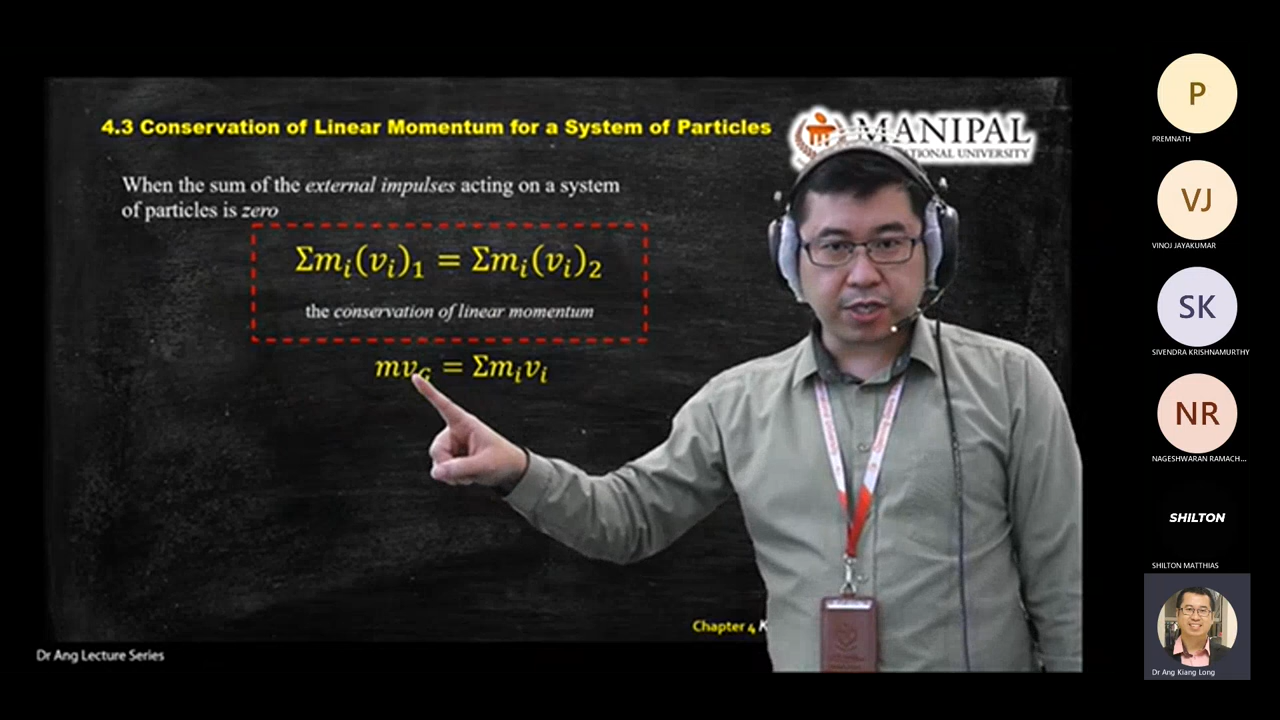 4.3 Conservation of Linear Momentum for a System of Particles
MANIPAL
UNIVERSITY
When the sum of the external impulses acting on a system
of particles is zero
Σmᵢ(vᵢ)₁ = Σmᵢ(vᵢ)₂
the conservation of linear momentum
mv_G = Σmᵢvᵢ
Chapter 4 K
Dr Ang Lecture Series
P
PREMNATH
VJ
VINOJ JAYAKUMAR
SK
SIVENDRA KRISHNAMURTHY
NR
NAGESHWARAN RAMACH...
SHILTON
SHILTON MATTHIAS
Dr Ang Kiang Long